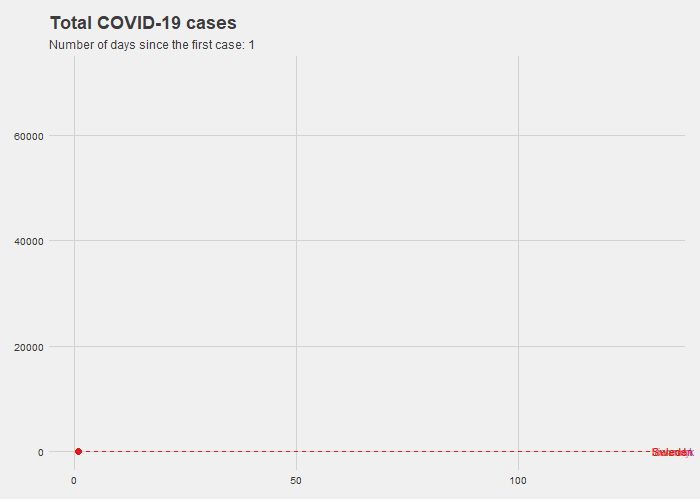 Total COVID-19 cases
Number of days since the first case: 1
60000
40000
20000
0
0
50
100
Sweden